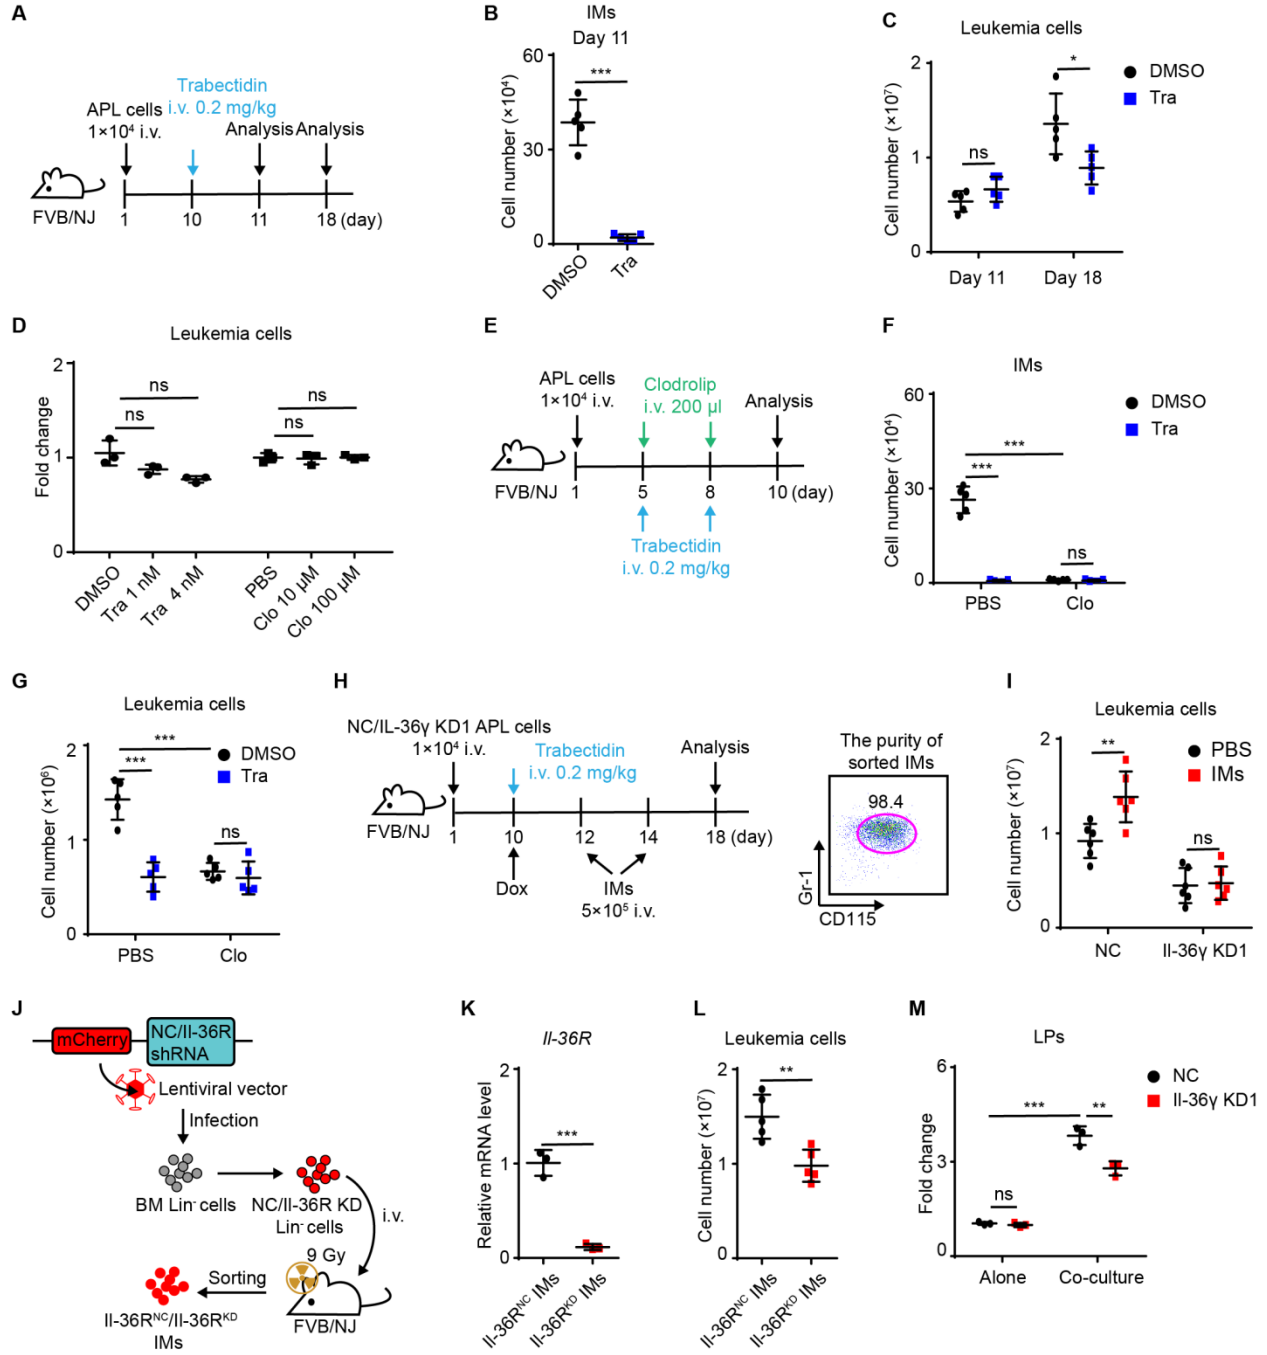 A
Trabectidin
i.v. 0.2 mg/kg
APL cells
1×10⁴ i.v.
Analysis
Analysis
FVB/NJ
1
10
11
18 (day)
B
IMs
Day 11
Cell number (×10⁴)
60
30
0
***
DMSO
Tra
C
Leukemia cells
Cell number (×10⁷)
2
1
0
ns
*
DMSO
Tra
Day 11
Day 18
D
Leukemia cells
Fold change
2
1
0
ns
ns
ns
ns
DMSO
Tra 1 nM
Tra 4 nM
PBS
Clo 10 µM
Clo 100 µM
E
APL cells
1×10⁴ i.v.
Clodrolip
i.v. 200 µl
Analysis
FVB/NJ
1
5
8
10 (day)
Trabectidin
i.v. 0.2 mg/kg
F
IMs
Cell number (×10⁴)
60
30
0
***
***
ns
DMSO
Tra
PBS
Clo
G
Leukemia cells
Cell number (×10⁶)
2
1
0
***
***
ns
DMSO
Tra
PBS
Clo
H
NC/IL-36γ KD1 APL cells
1×10⁴ i.v.
Trabectidin
i.v. 0.2 mg/kg
Analysis
FVB/NJ
1
10
12
14
18 (day)
Dox
IMs
5×10⁵ i.v.
The purity of
sorted IMs
98.4
Gr-1
CD115
I
Leukemia cells
Cell number (×10⁷)
2
1
0
**
ns
PBS
IMs
NC
Il-36γ KD1
J
mCherry
NC/Il-36R
shRNA
Lentiviral vector
Infection
BM Lin⁻ cells
NC/Il-36R KD
Lin⁻ cells
i.v.
9 Gy
Sorting
FVB/NJ
Il-36Rᴺᶜ/Il-36Rᴷᴰ
IMs
K
Il-36R
Relative mRNA level
2
1
0
***
Il-36Rᴺᶜ IMs
Il-36Rᴷᴰ IMs
L
Leukemia cells
Cell number (×10⁷)
2
1
0
**
Il-36Rᴺᶜ IMs
Il-36Rᴷᴰ IMs
M
LPs
Fold change
6
3
0
ns
***
**
NC
Il-36γ KD1
Alone
Co-culture